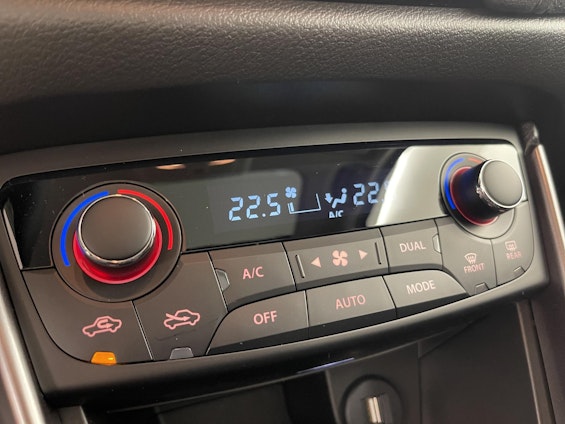 22.5 22
A/C
A/C DUAL
FRONT REAR
OFF AUTO MODE